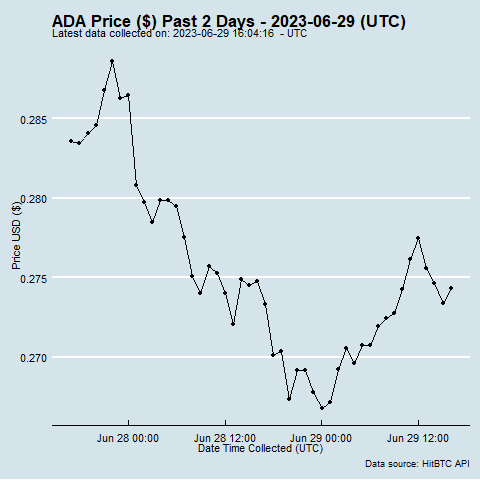 ADA Price ($) Past 2 Days - 2023-06-29 (UTC)
Latest data collected on: 2023-06-29 16:04:16  - UTC
0.285
0.280
0.275
0.270
Price USD ($)
Jun 28 00:00 Jun 28 12:00 Jun 29 00:00 Jun 29 12:00
Date Time Collected (UTC)
Data source: HitBTC API